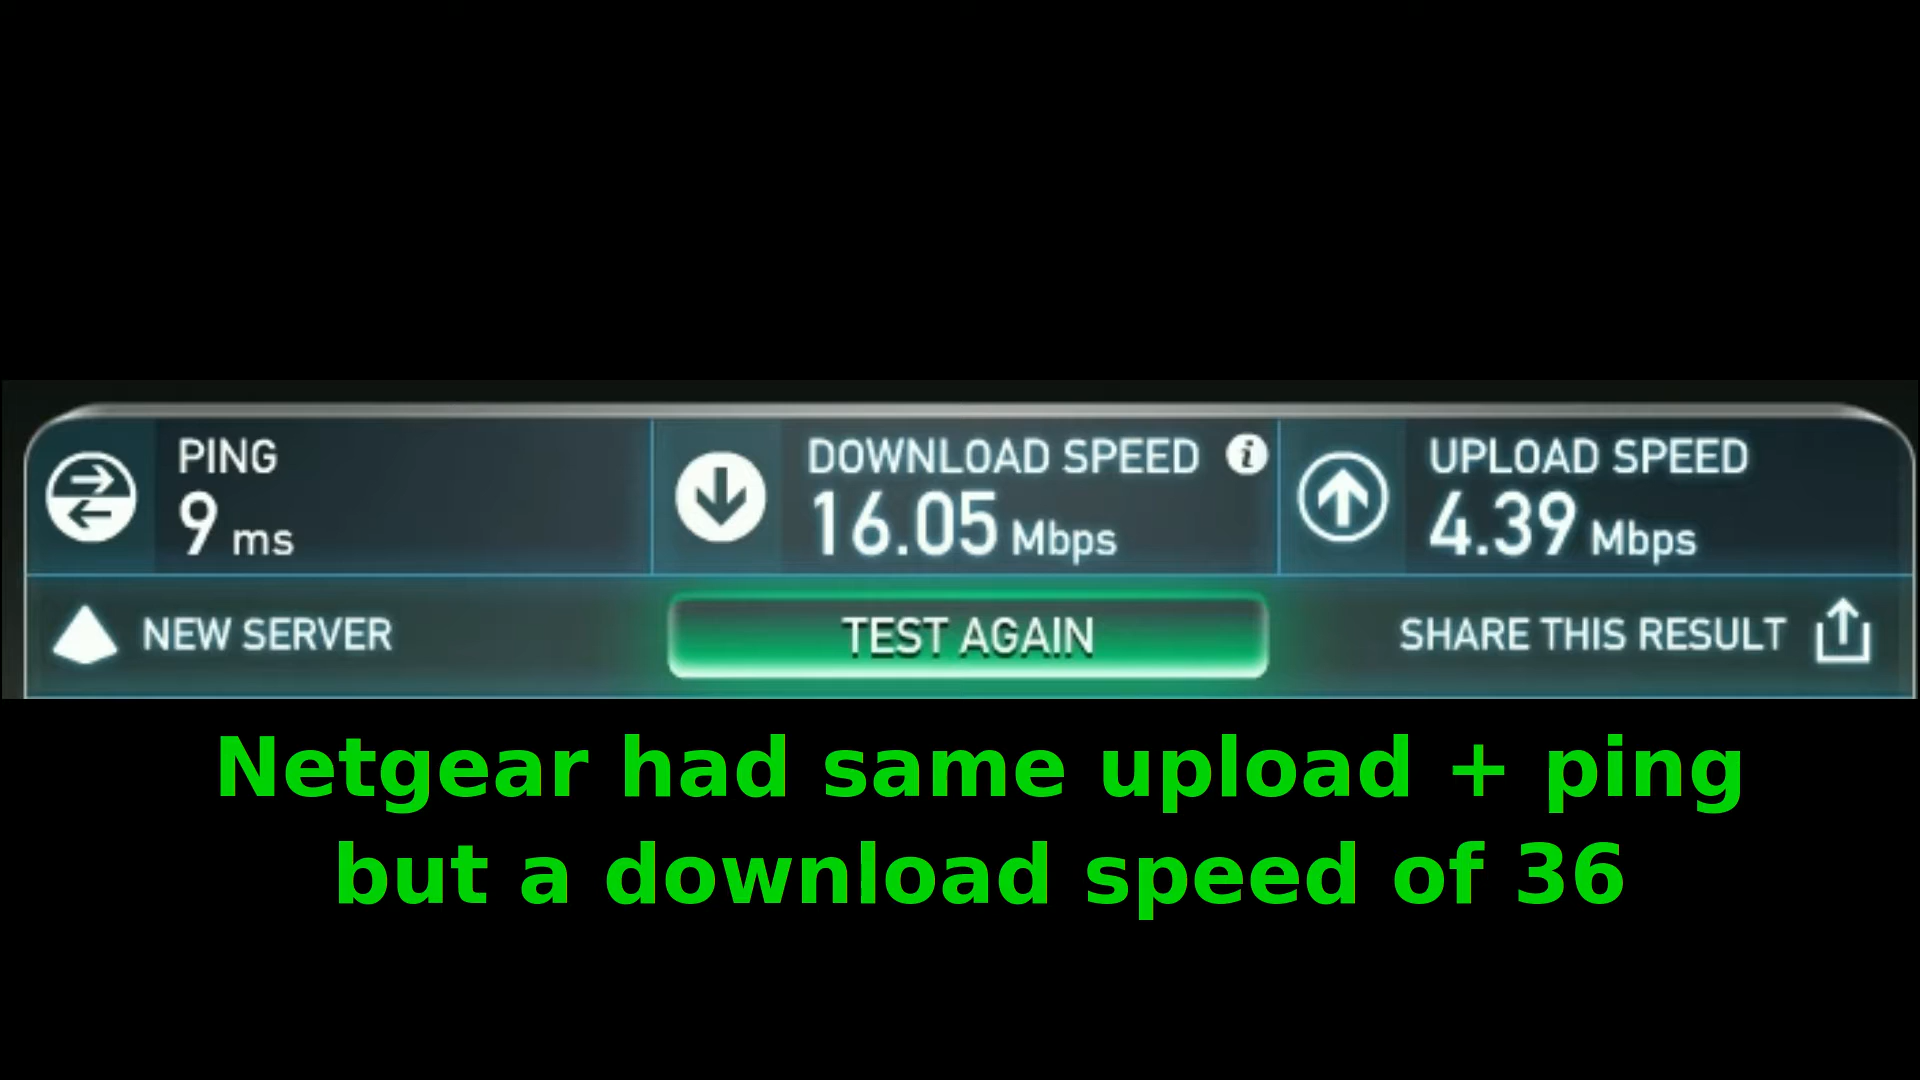 PING
9 ms
DOWNLOAD SPEED i
16.05 Mbps
UPLOAD SPEED
4.39 Mbps
NEW SERVER
TEST AGAIN
SHARE THIS RESULT
Netgear had same upload + ping
but a download speed of 36